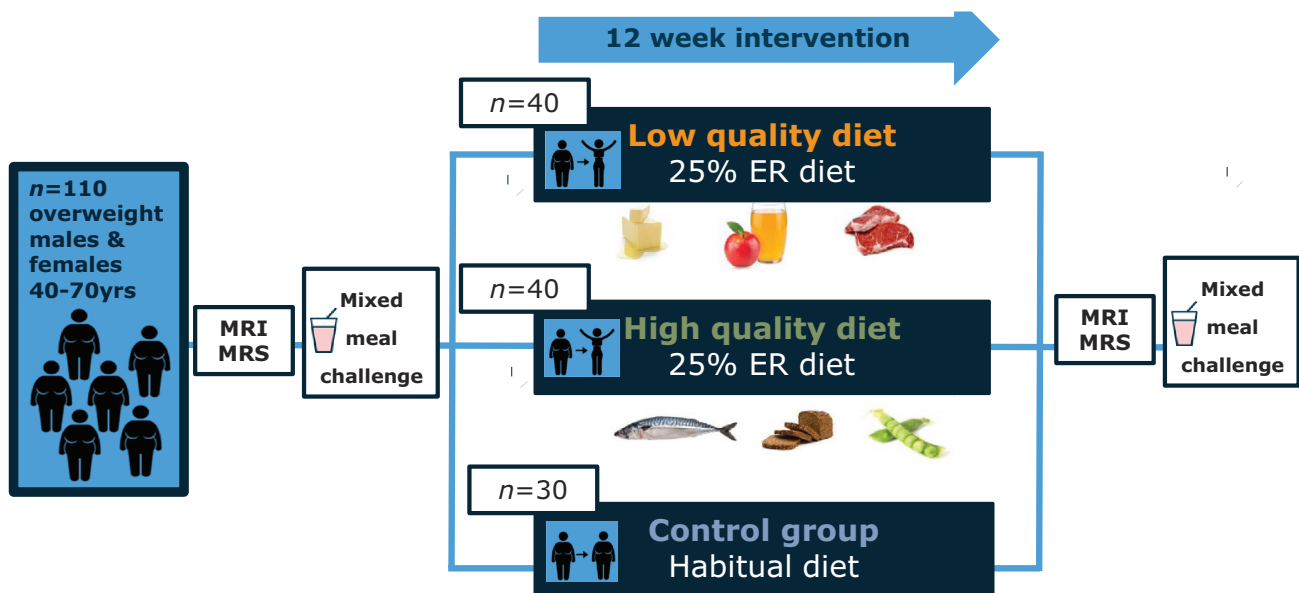 12 week intervention
n=40
Low quality diet
25% ER diet
n=110
overweight
males &
females
40-70yrs
MRI
MRS
Mixed
meal
challenge
n=40
High quality diet
25% ER diet
MRI
MRS
Mixed
meal
challenge
n=30
Control group
Habitual diet